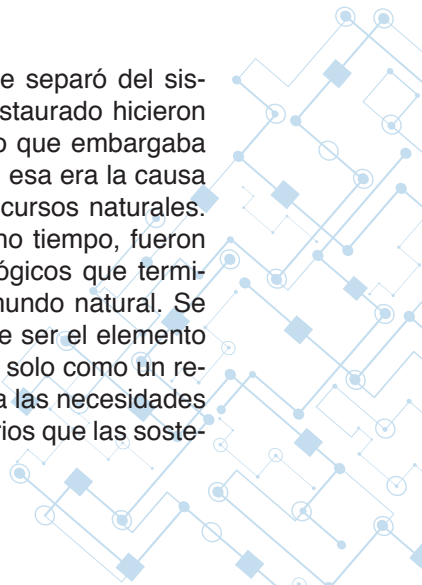 e separó del sis-
staurado hicieron
o que embargaba
esa era la causa
cursos naturales.
no tiempo, fueron
ógicos que termi-
nundo natural. Se
e ser el elemento
solo como un re-
a las necesidades
rios que las soste-